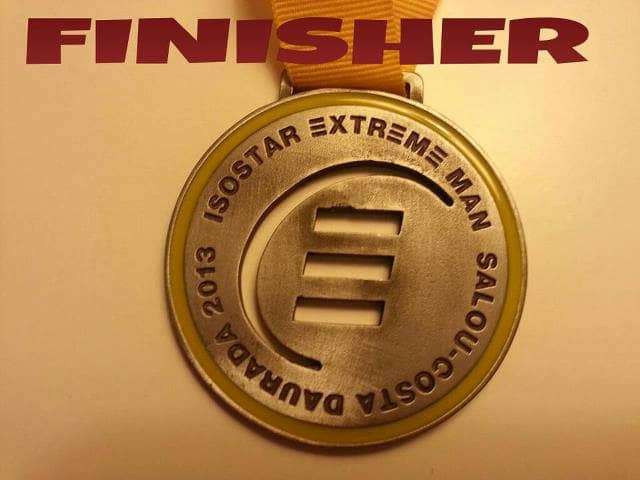 FINISHER
ISOSTAR EXTREME MAN SALOU-COSTA DAURADA 2013